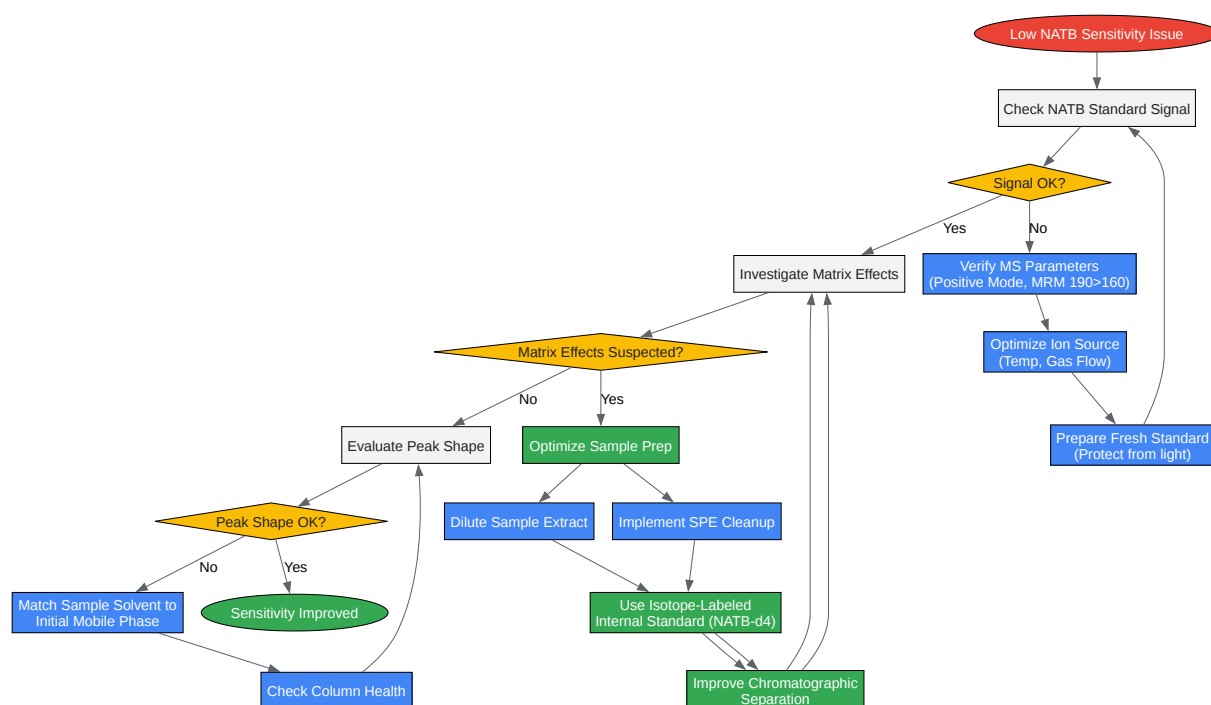 Low NATB Sensitivity Issue
Check NATB Standard Signal
Signal OK?
Yes
No
Investigate Matrix Effects
Verify MS Parameters
(Positive Mode, MRM 190>160)
Matrix Effects Suspected?
Optimize Ion Source
(Temp, Gas Flow)
No
Yes
Evaluate Peak Shape
Optimize Sample Prep
Prepare Fresh Standard
(Protect from light)
Peak Shape OK?
Dilute Sample Extract
Implement SPE Cleanup
No
Yes
Match Sample Solvent to
Initial Mobile Phase
Sensitivity Improved
Use Isotope-Labeled
Internal Standard (NATB-d4)
Check Column Health
Improve Chromatographic
Separation